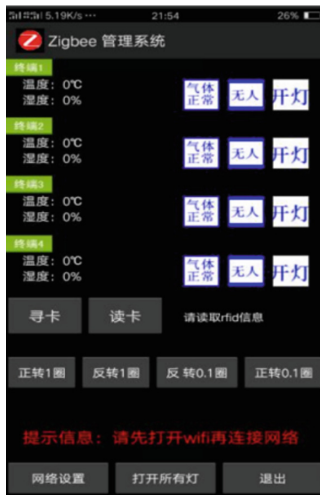 5.19K/s ... 21:54 26%
Z Zigbee 管理系统
终端1
温度: 0℃
湿度: 0%
气体正常 无人 开灯
终端2
温度: 0℃
湿度: 0%
气体正常 无人 开灯
终端3
温度: 0℃
湿度: 0%
气体正常 无人 开灯
终端4
温度: 0℃
湿度: 0%
气体正常 无人 开灯
寻卡 读卡 请读取rfid信息
正转1圈 反转1圈 反 转0.1圈 正转0.1圈
提示信息: 请先打开wifi再连接网络
网络设置 打开所有灯 退出